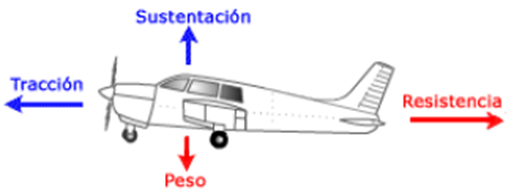 Sustentación
Tracción
Resistencia
Peso